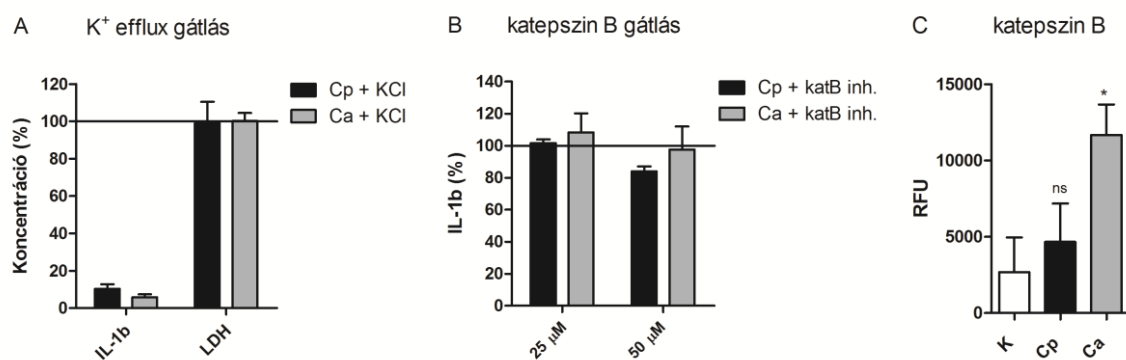 A K⁺ efflux gátlás
Koncentráció (%)
120
100
80
60
40
20
0
IL-1b
LDH
Cp + KCl
Ca + KCl
B katepszin B gátlás
IL-1b (%)
140
120
100
80
60
40
20
0
25 µM
50 µM
Cp + katB inh.
Ca + katB inh.
C katepszin B
RFU
15000
10000
5000
0
ns
*
K
Cp
Ca